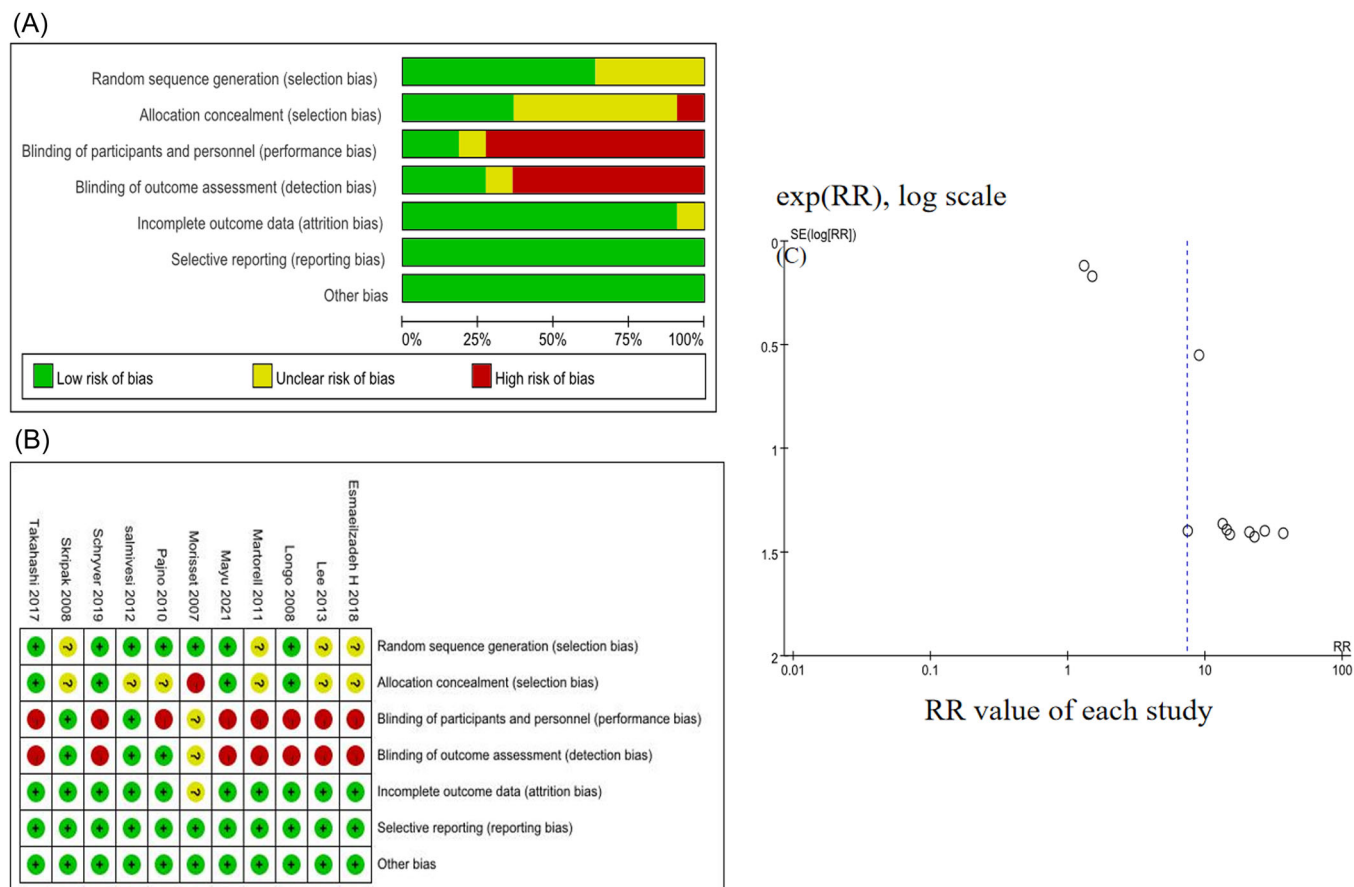 (A)
Random sequence generation (selection bias)
Allocation concealment (selection bias)
Blinding of participants and personnel (performance bias)
Blinding of outcome assessment (detection bias)
Incomplete outcome data (attrition bias)
Selective reporting (reporting bias)
Other bias
0% 25% 50% 75% 100%
Low risk of bias Unclear risk of bias High risk of bias
(B)
Takahashi 2017
Skripak 2008
Schryver 2019
salmivesi 2012
Pajno 2010
Morisset 2007
Mayu 2021
Martorell 2011
Longo 2008
Lee 2013
Esmaeilzadeh H 2018
+ ? + + + + + ? + ? ? Random sequence generation (selection bias)
+ ? + ? ? - + ? + ? ? Allocation concealment (selection bias)
- + - + - ? - - - - - Blinding of participants and personnel (performance bias)
- + - + + ? - - - - - Blinding of outcome assessment (detection bias)
+ + + + + ? + + + + + Incomplete outcome data (attrition bias)
+ + + + + + + + + + + Selective reporting (reporting bias)
+ + + + + + + + + + + Other bias
exp(RR), log scale
0 SE(log[RR])
(C)
0.5
1
1.5
2
RR
0.01 0.1 1 10 100
RR value of each study